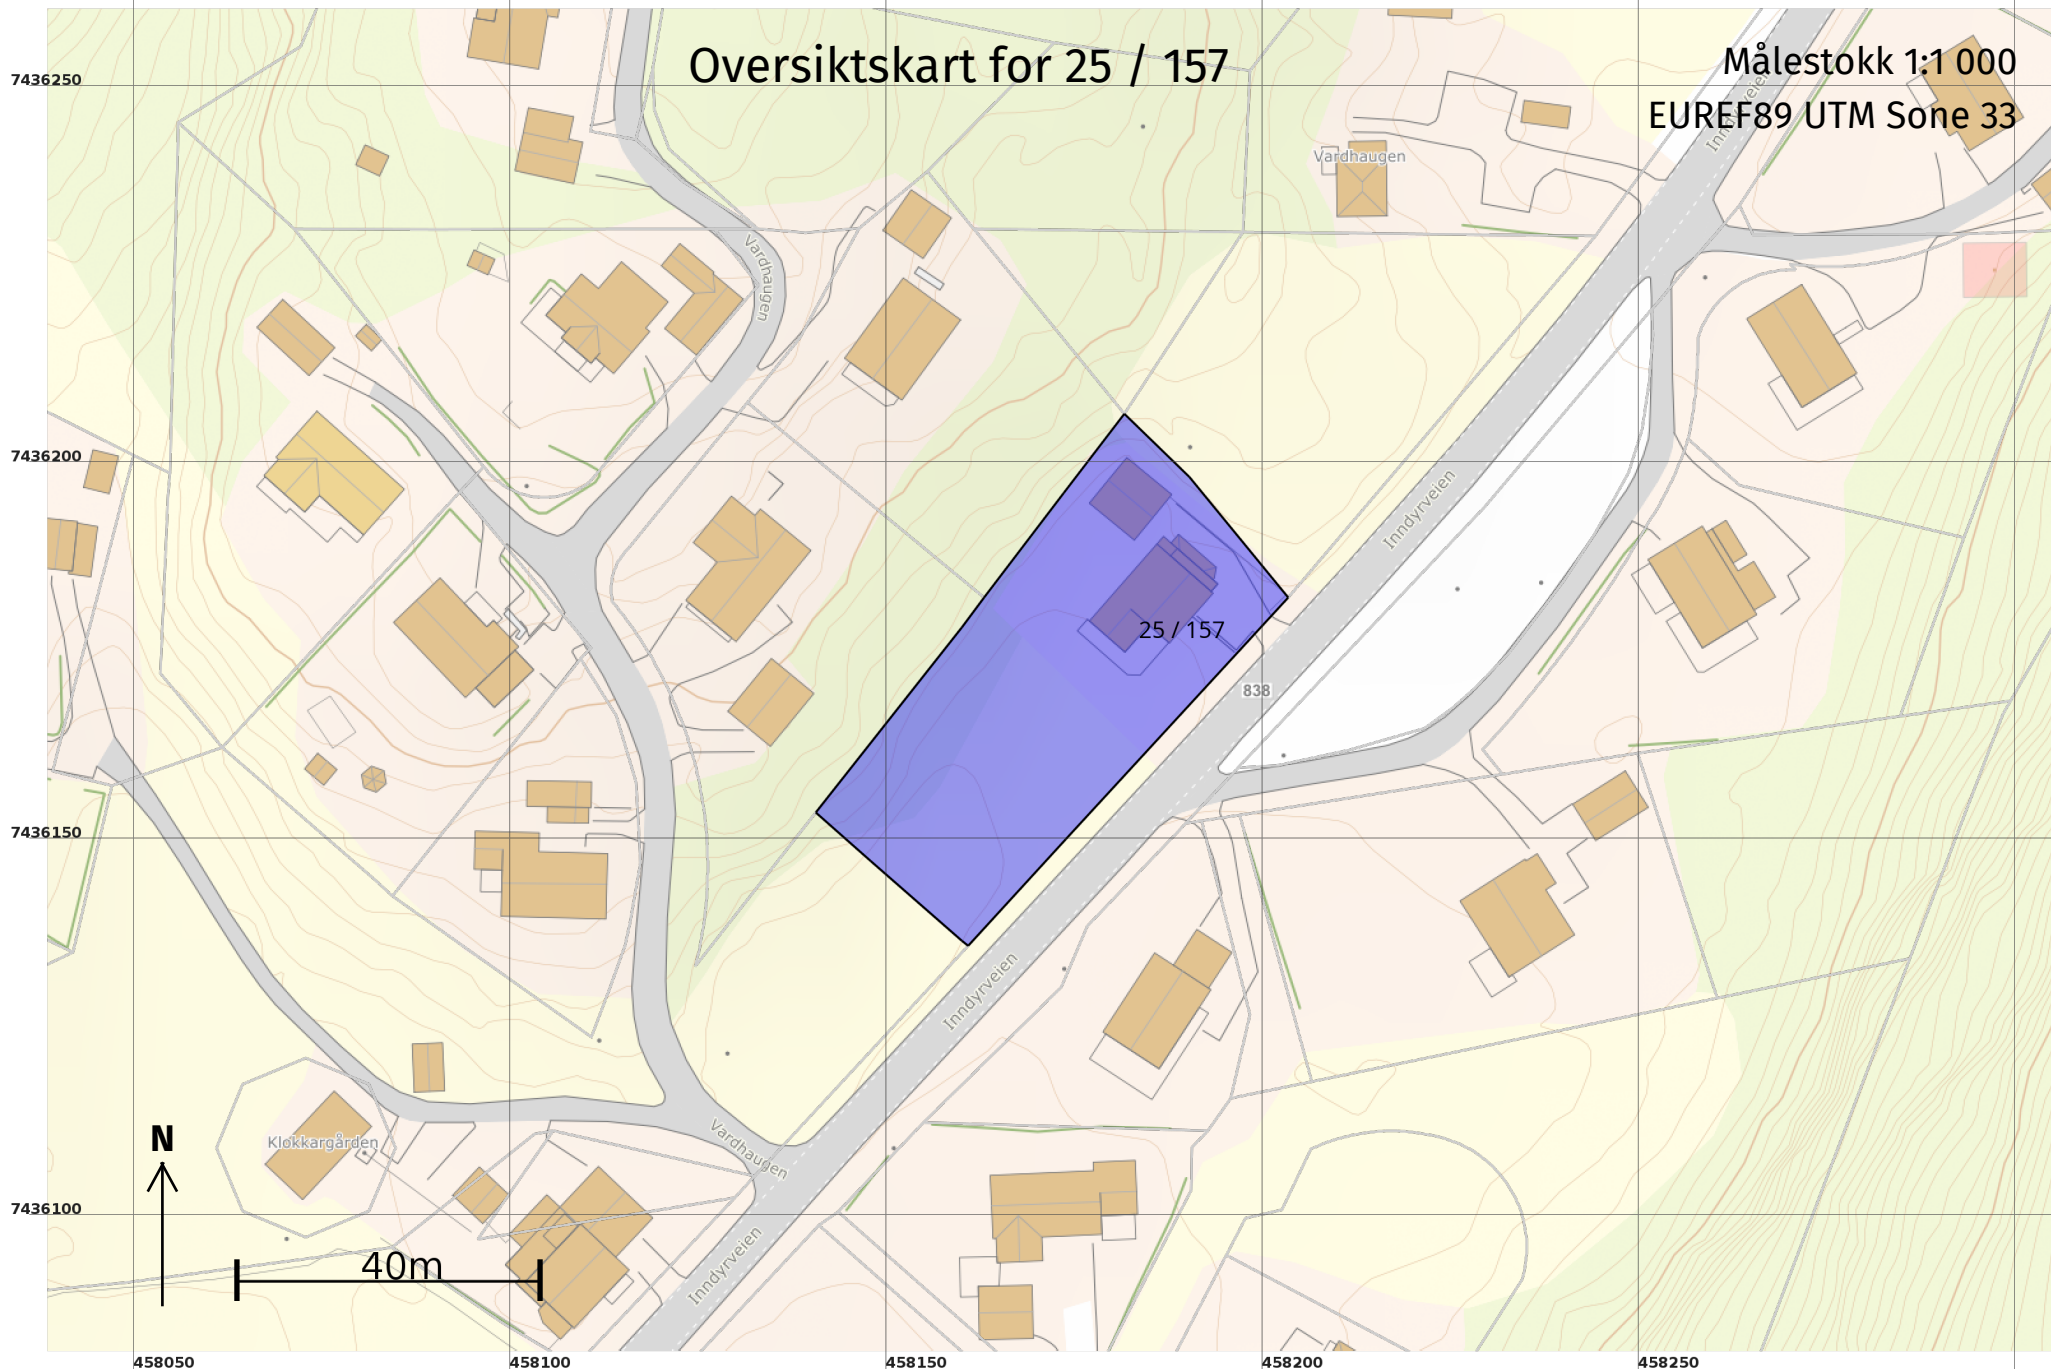 Oversiktskart for 25 / 157
Målestokk 1:1 000
EUREF89 UTM Sone 33
7436250
Inndyrveien
Vardhaugen
Vardhaugen
7436200
Inndyrveien
25 / 157
838
7436150
Inndyrveien
N
Klokkargården
Vardhaugen
7436100
40m
Inndyrveien
458050
458100
458150
458200
458250